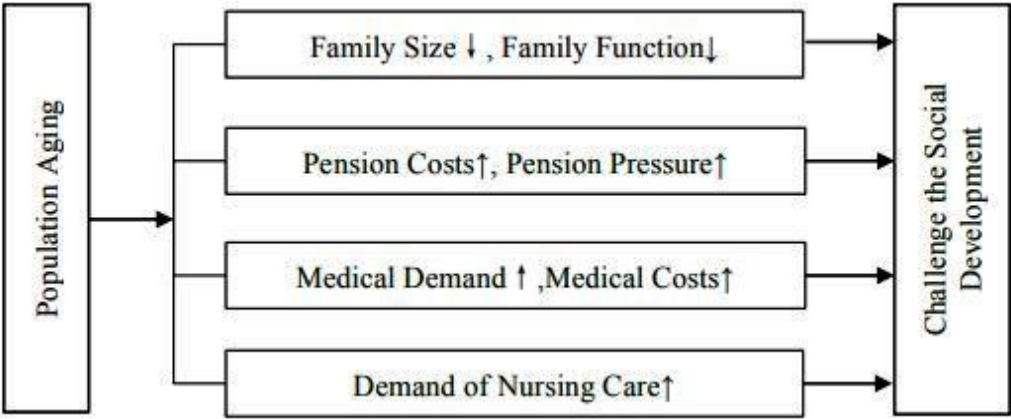 Population Aging
Family Size ↓ , Family Function↓
Pension Costs↑, Pension Pressure↑
Medical Demand ↑ ,Medical Costs↑
Demand of Nursing Care↑
Challenge the Social
Development